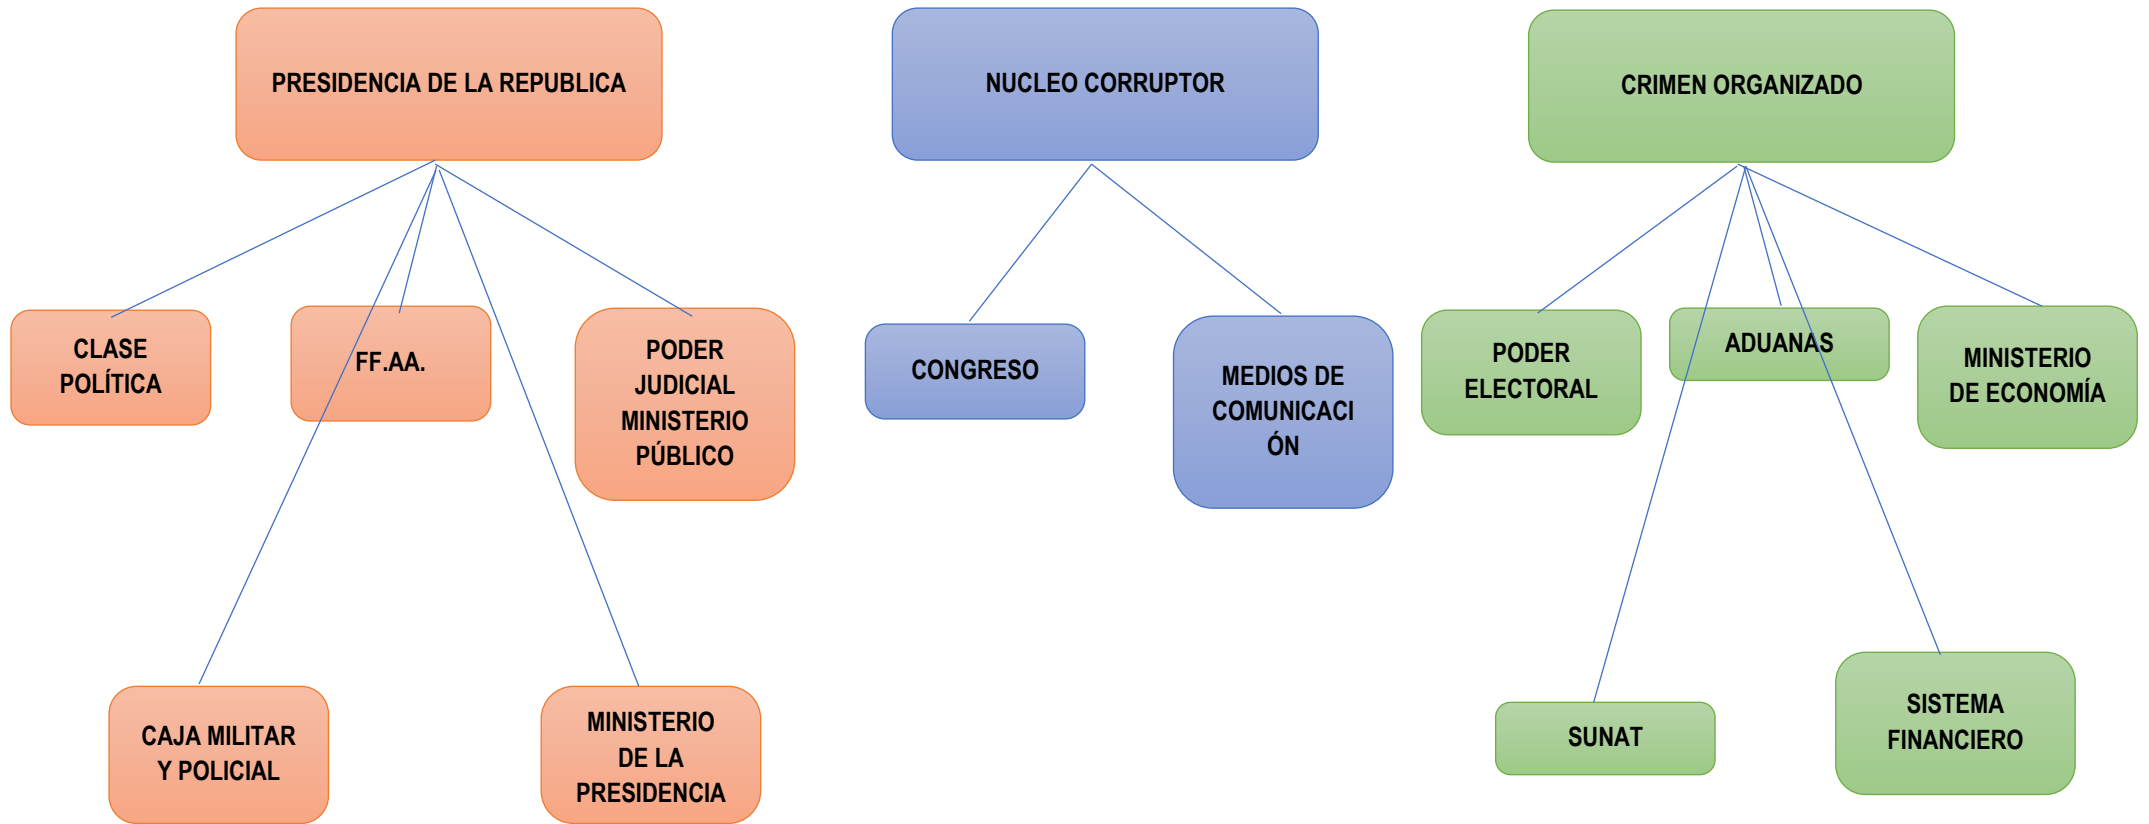 PRESIDENCIA DE LA REPUBLICA
NUCLEO CORRUPTOR
CRIMEN ORGANIZADO
CLASE
POLÍTICA
FF.AA.
PODER
JUDICIAL
MINISTERIO
PÚBLICO
CONGRESO
MEDIOS DE
COMUNICACI
ÓN
PODER
ELECTORAL
ADUANAS
MINISTERIO
DE ECONOMÍA
CAJA MILITAR
Y POLICIAL
MINISTERIO
DE LA
PRESIDENCIA
SUNAT
SISTEMA
FINANCIERO